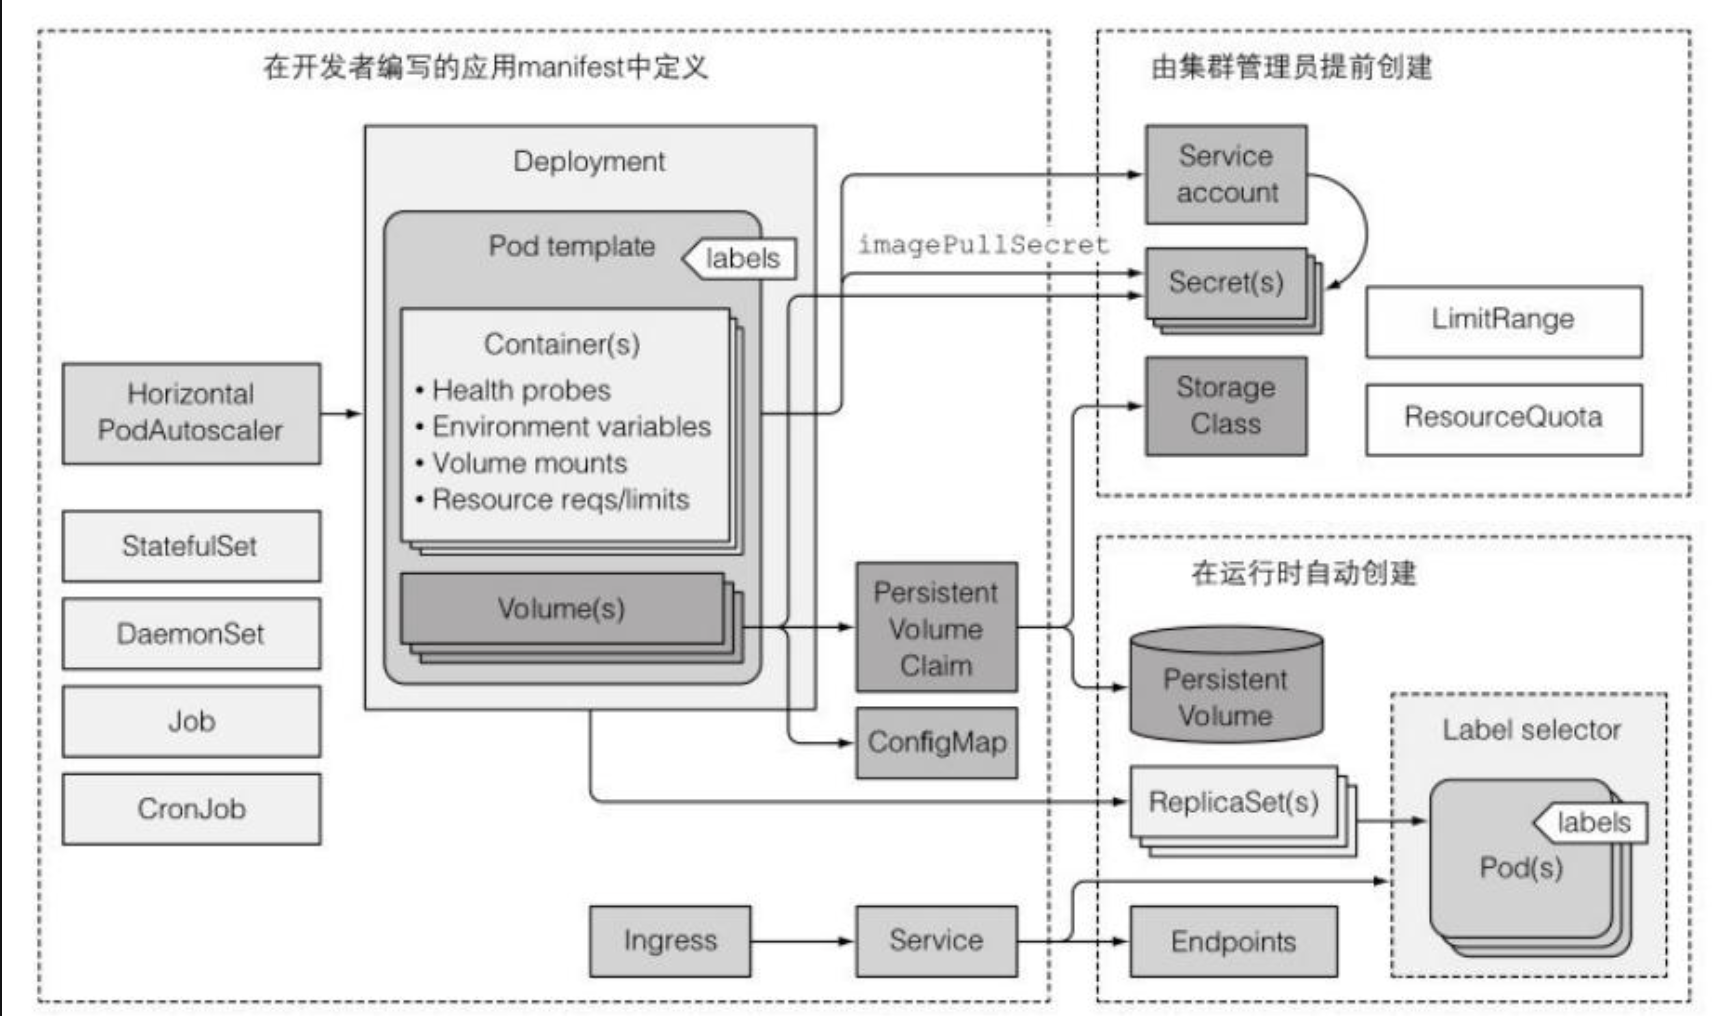 在开发者编写的应用manifest中定义
Deployment
Pod template
labels
Container(s)
• Health probes
• Environment variables
• Volume mounts
• Resource reqs/limits
Volume(s)
Horizontal
PodAutoscaler
StatefulSet
DaemonSet
Job
CronJob
Persistent
Volume
Claim
ConfigMap
Ingress
Service
imagePullSecret
由集群管理员提前创建
Service
account
Secret(s)
Storage
Class
LimitRange
ResourceQuota
在运行时自动创建
Persistent
Volume
ReplicaSet(s)
Endpoints
Label selector
labels
Pod(s)